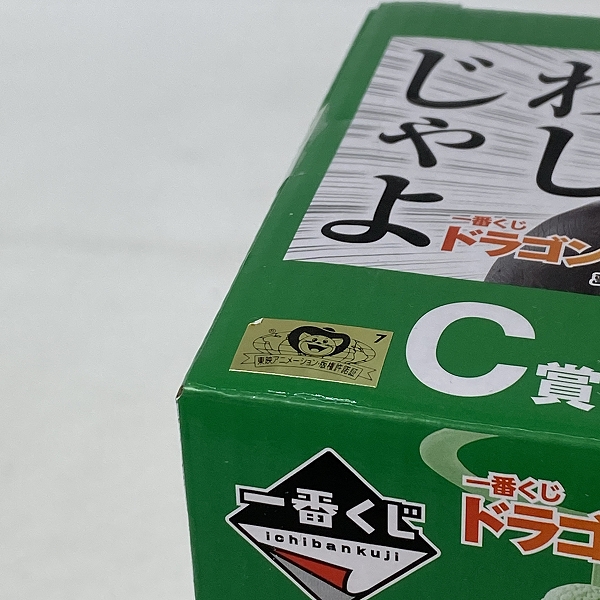 わし
じゃよ
一番くじ
ドラゴン
C賞
7
東映アニメーション・版権許諾証
一番くじ
ichibankuji
一番くじ
ドラゴ